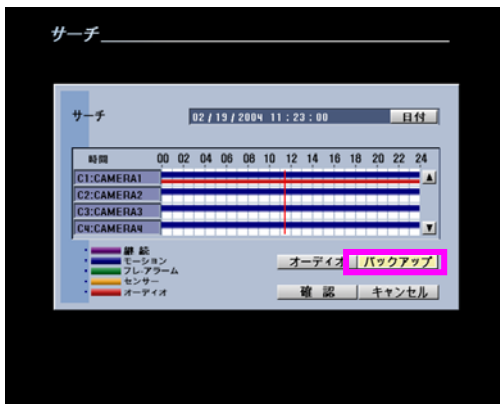 サーチ
サーチ 02/19/2004 11:23:00 日付
時間 00 02 04 06 08 10 12 14 16 18 20 22 24
C1:CAMERA1
C2:CAMERA2
C3:CAMERA3
C4:CAMERA4
継続
モーション
フレ-アラーム
センサー
オーディオ
オーディオ バックアップ
確認 キャンセル